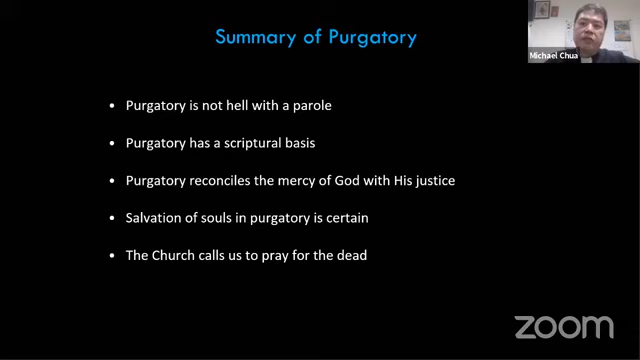 Summary of Purgatory
Michael Chua
• Purgatory is not hell with a parole
• Purgatory has a scriptural basis
• Purgatory reconciles the mercy of God with His justice
• Salvation of souls in purgatory is certain
• The Church calls us to pray for the dead
zoom